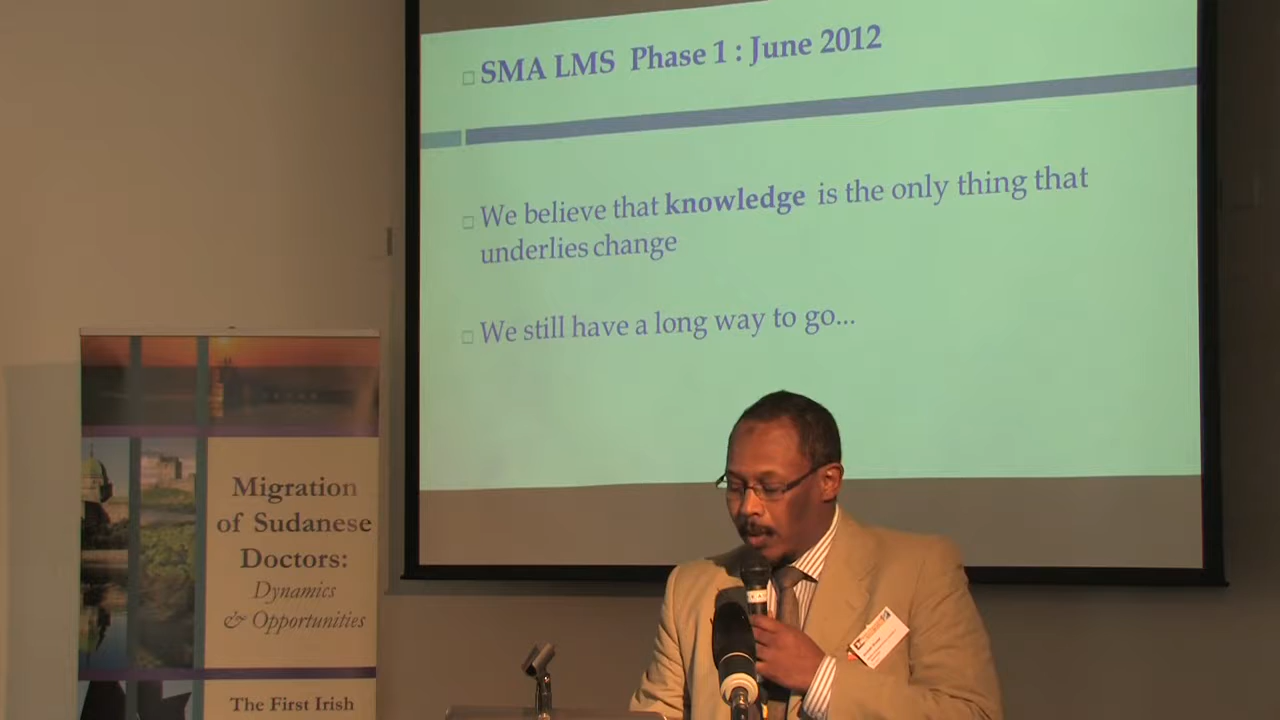 SMA LMS Phase 1 : June 2012
We believe that knowledge is the only thing that
underlies change
We still have a long way to go...
Migration
of Sudanese
Doctors:
Dynamics
& Opportunities
The First Irish